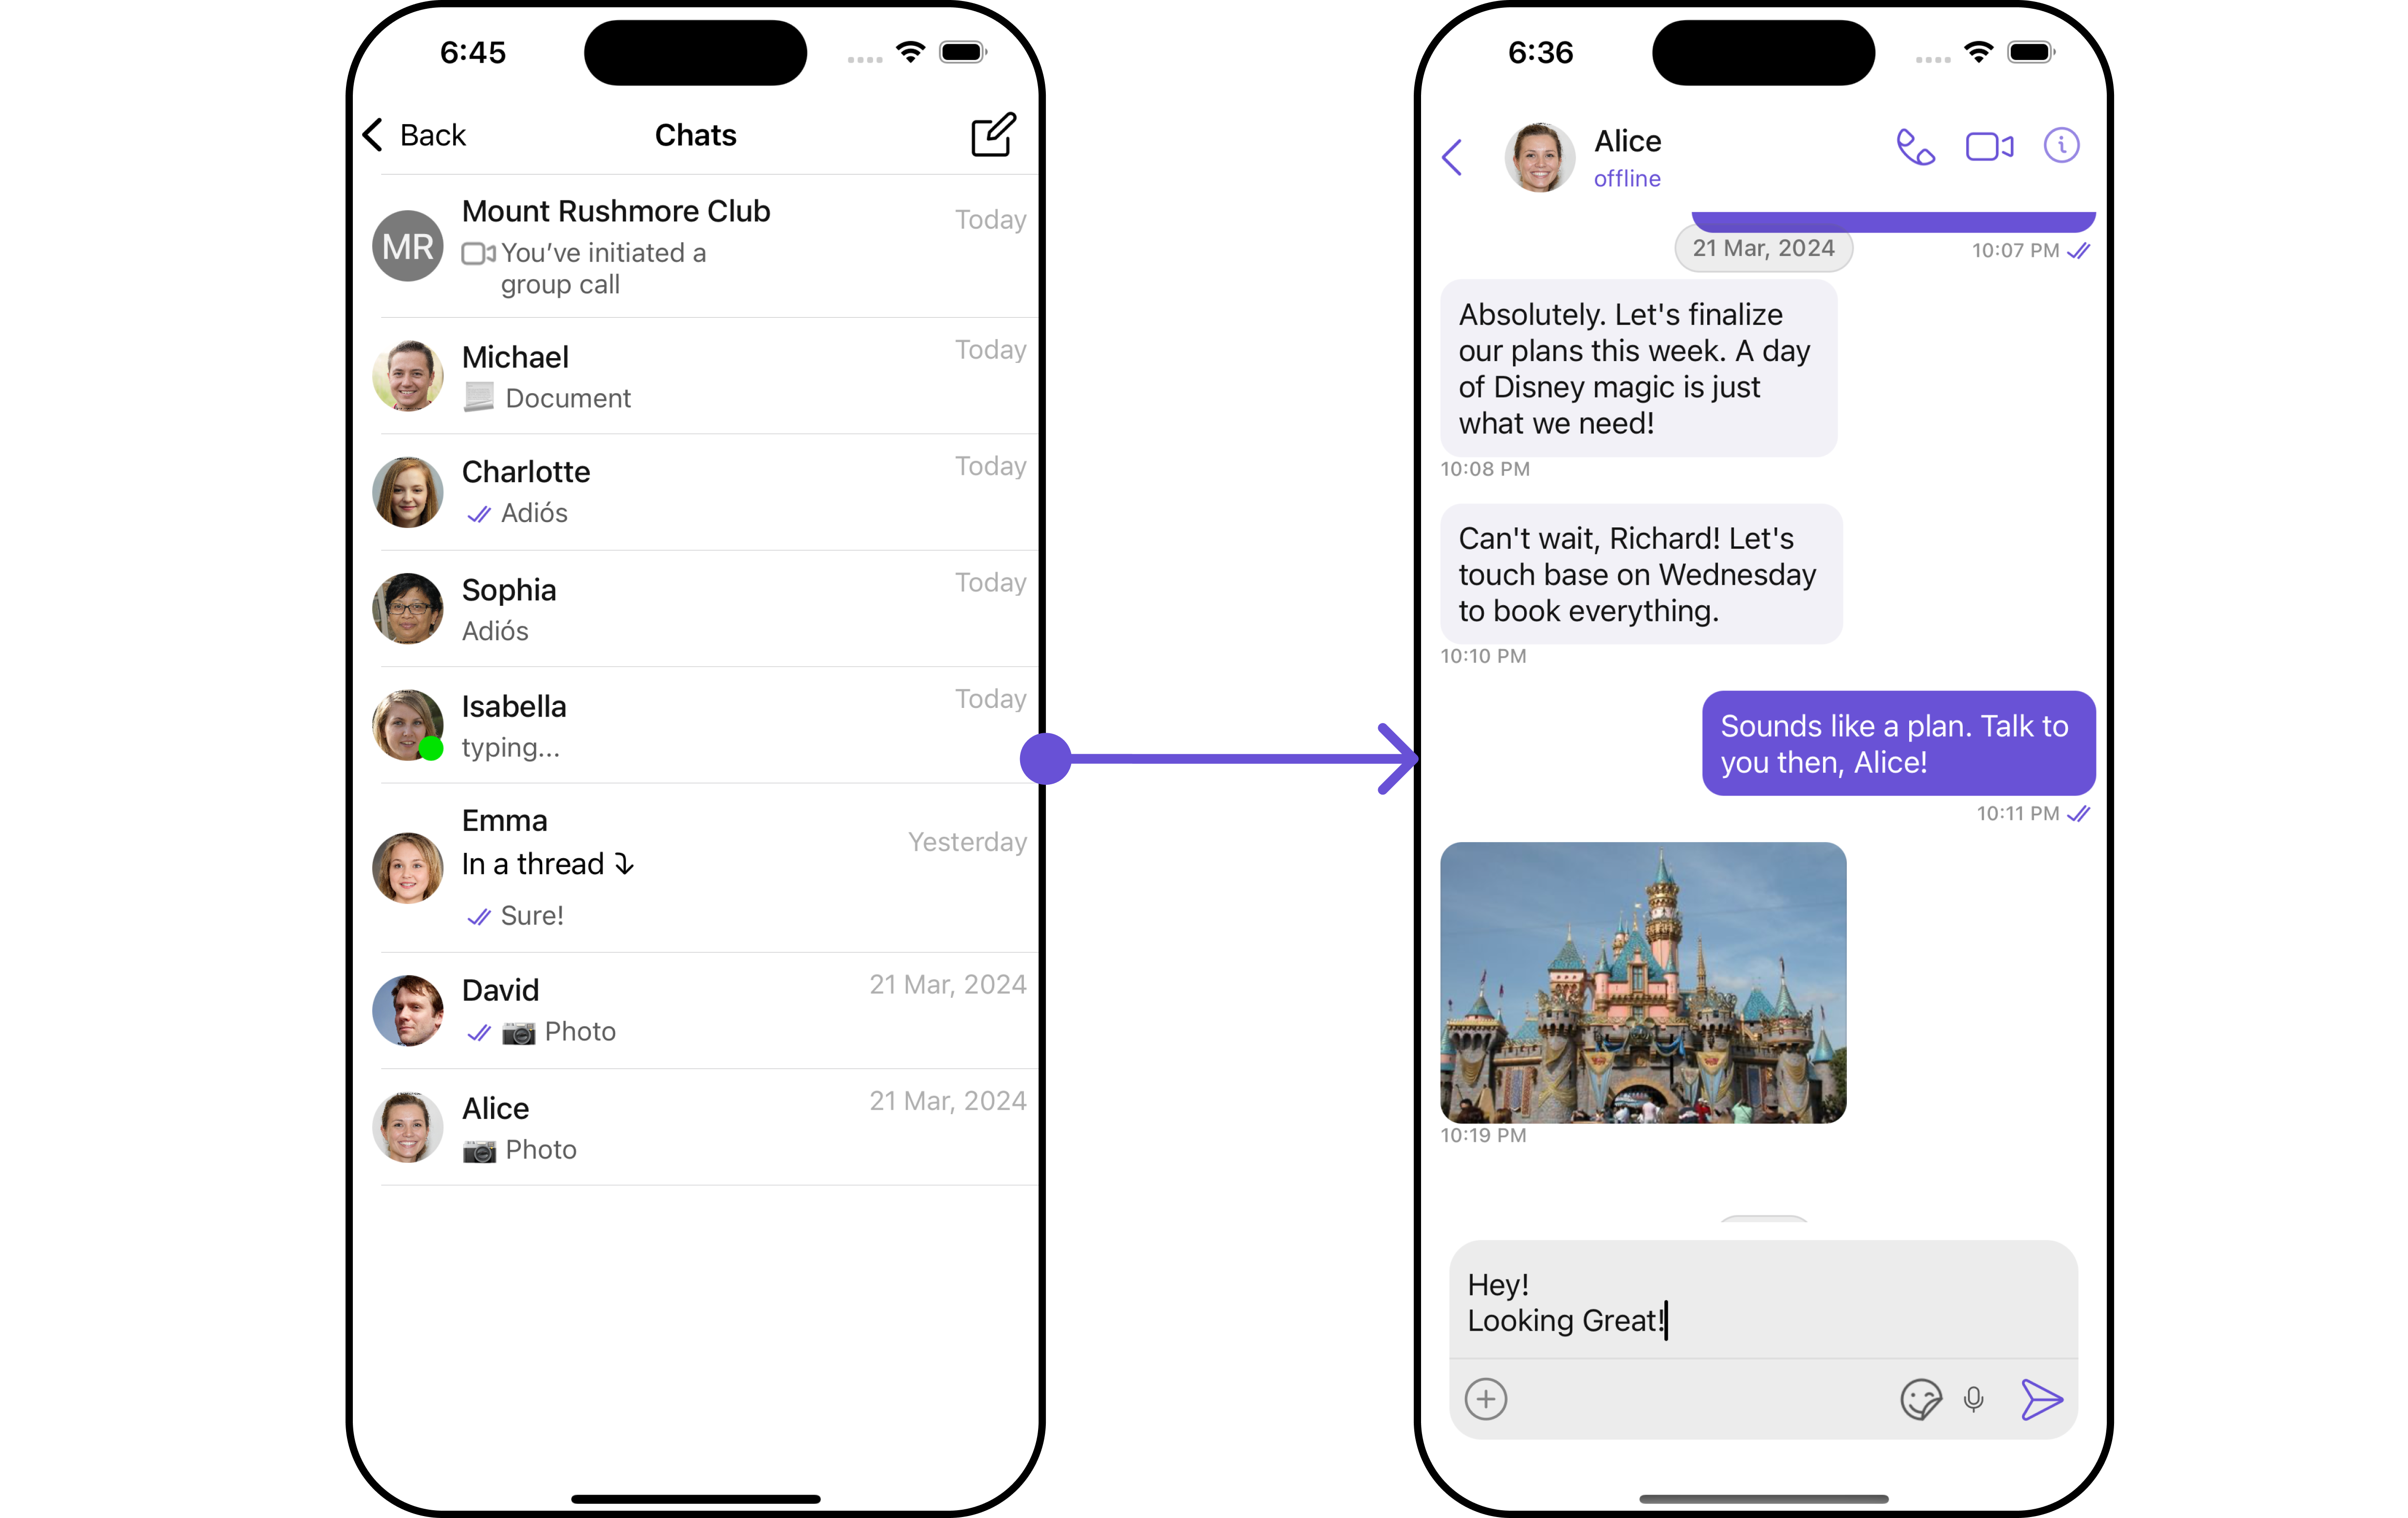 6:45
Back
Chats
MR
Mount Rushmore Club
Today
You’ve initiated a
group call
Michael
Today
Document
Charlotte
Today
Adiós
Sophia
Today
Adiós
Isabella
Today
typing...
Emma
Yesterday
In a thread
Sure!
David
21 Mar, 2024
Photo
Alice
21 Mar, 2024
Photo
6:36
Alice
offline
21 Mar, 2024
10:07 PM
Absolutely. Let's finalize
our plans this week. A day
of Disney magic is just
what we need!
10:08 PM
Can't wait, Richard! Let's
touch base on Wednesday
to book everything.
10:10 PM
Sounds like a plan. Talk to
you then, Alice!
10:11 PM
10:19 PM
Hey!
Looking Great!